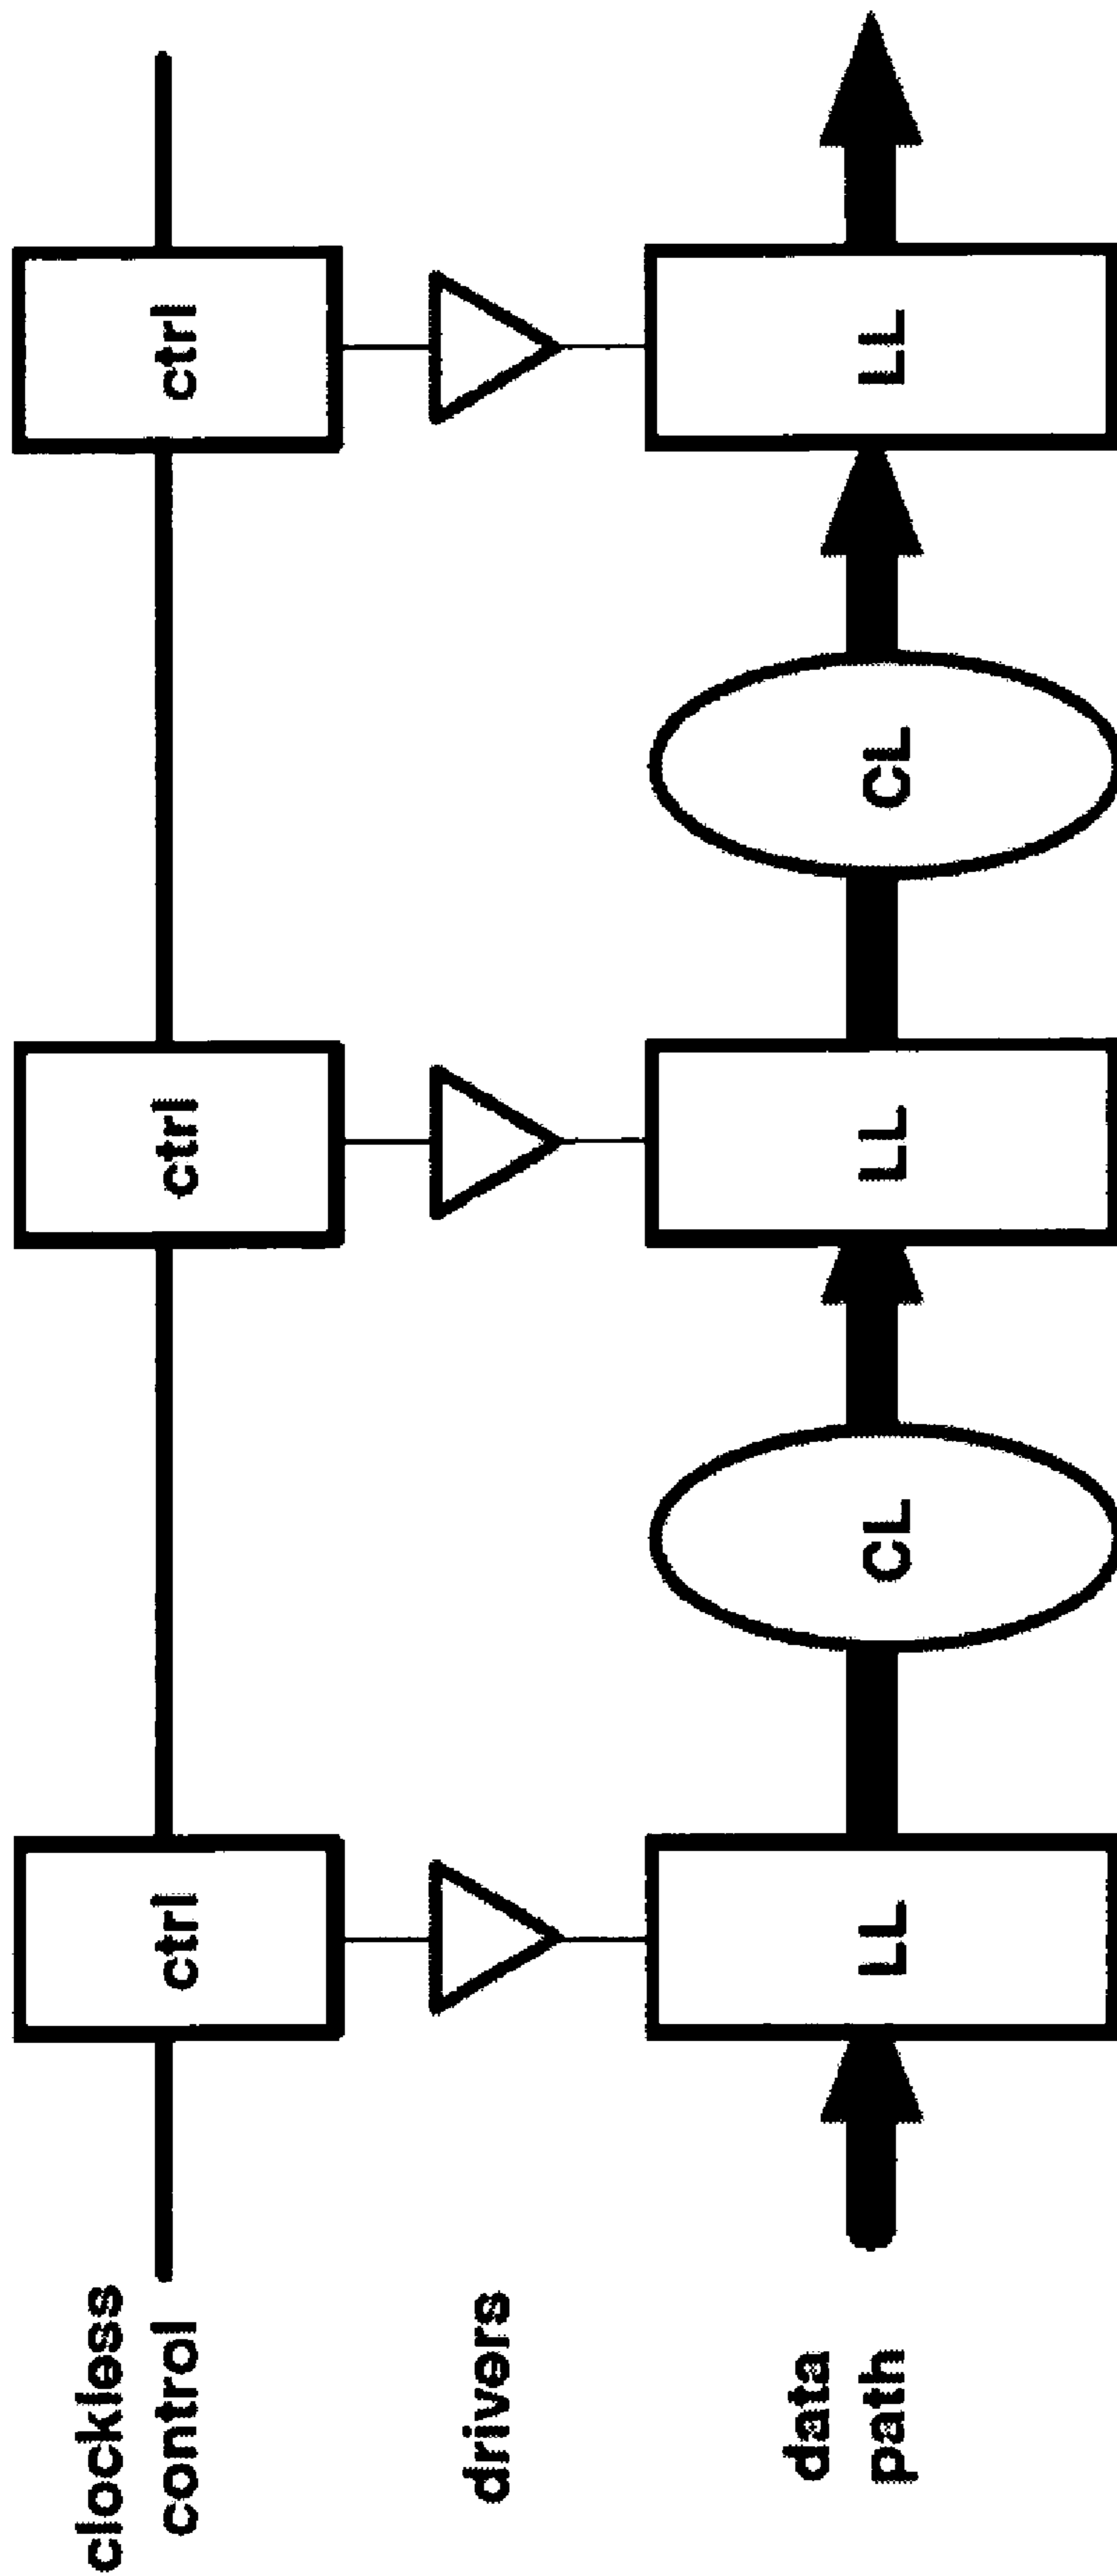 clockless
control
ctrl
ctrl
ctrl
drivers
data
path
LL
CL
LL
CL
LL